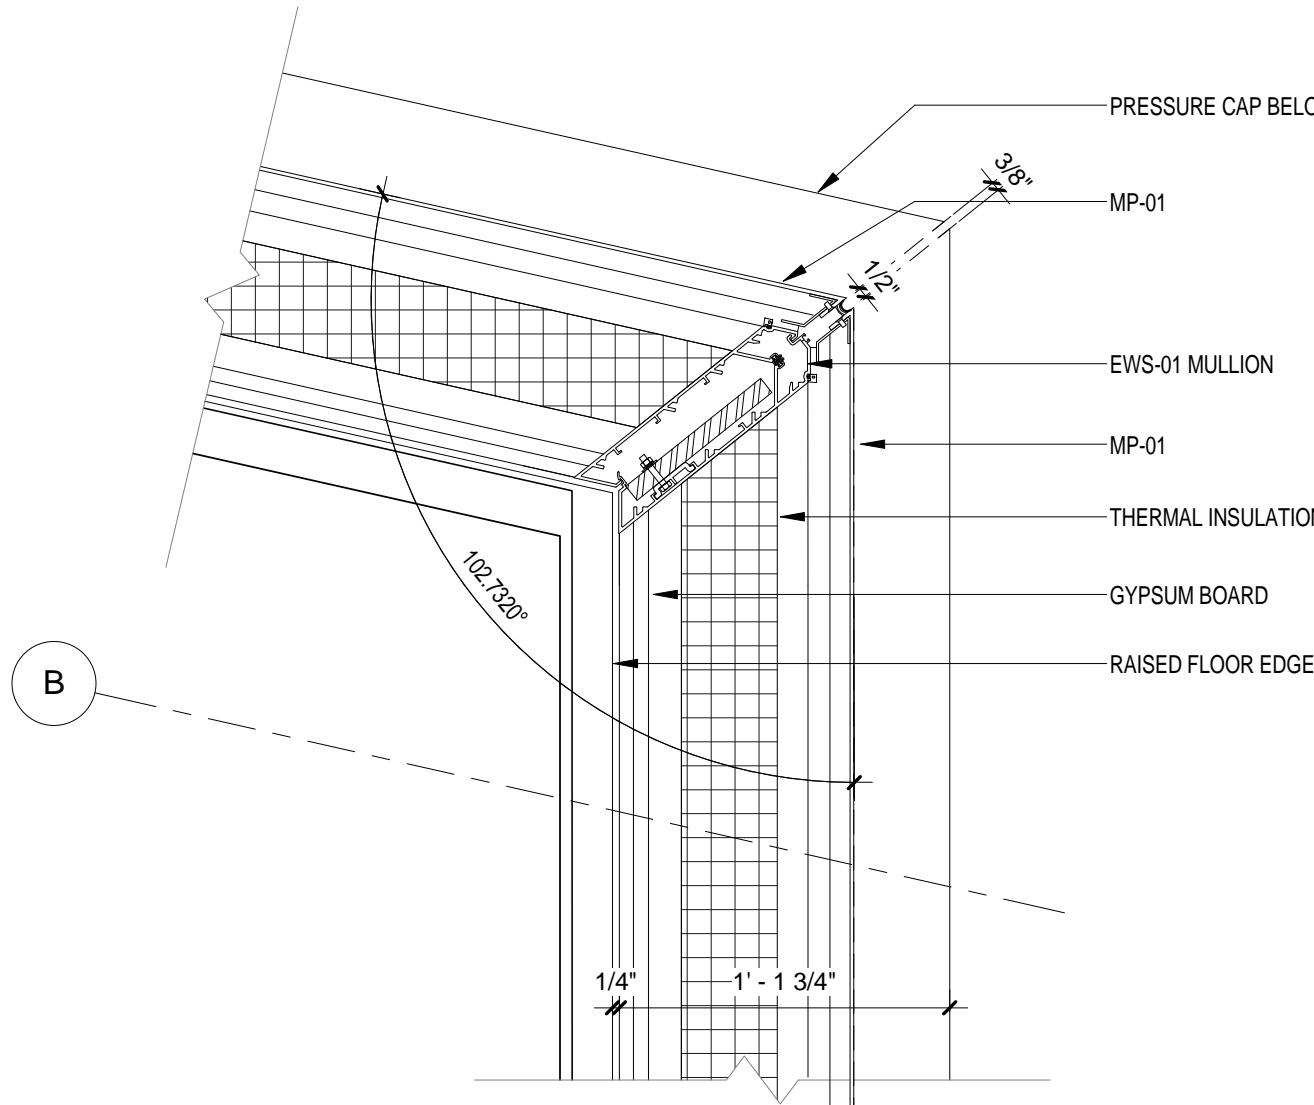 PRESSURE CAP BELO
3/8"
MP-01
1/2"
EWS-01 MULLION
MP-01
THERMAL INSULATION
102.7320°
GYPSUM BOARD
RAISED FLOOR EDGE
B
1/4"
1' - 1 3/4"